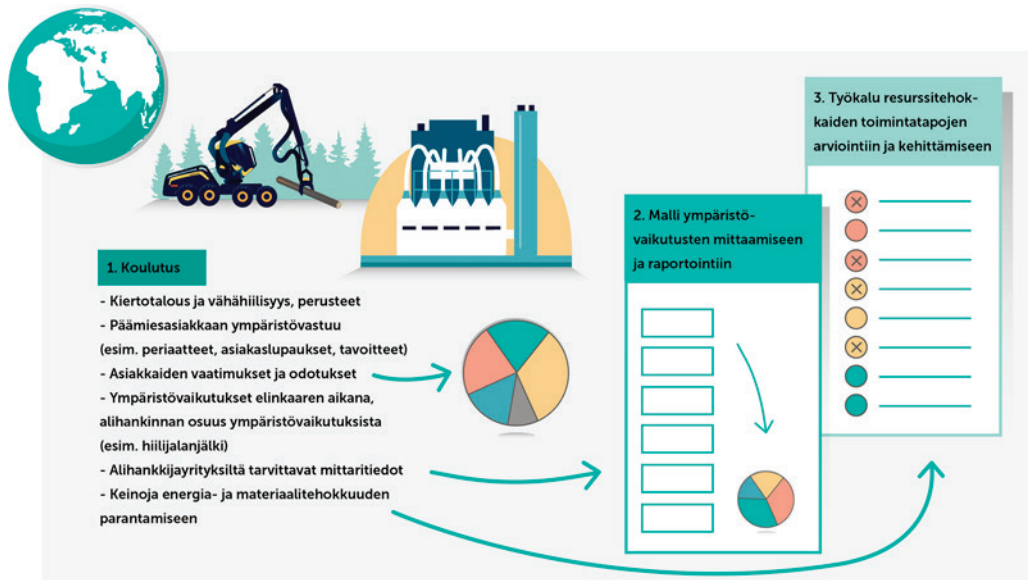 1. Koulutus
- Kiertotalous ja vähähiilisyys, perusteet
- Päämiesasiakkaan ympäristövastuu
(esim. periaatteet, asiakaslupaukset, tavoitteet)
- Asiakkaiden vaatimukset ja odotukset
- Ympäristövaikutukset elinkaaren aikana,
alihankinnan osuus ympäristövaikutuksista
(esim. hiilijalanjälki)
- Alihankkijayrityksiltä tarvittavat mittaritiedot
- Keinoja energia- ja materiaalitehokkuuden
parantamiseen
2. Malli ympäristö-
vaikutusten mittaamiseen
ja raportointiin
3. Työkalu resurssitehok-
kaiden toimintatapojen
arviointiin ja kehittämiseen